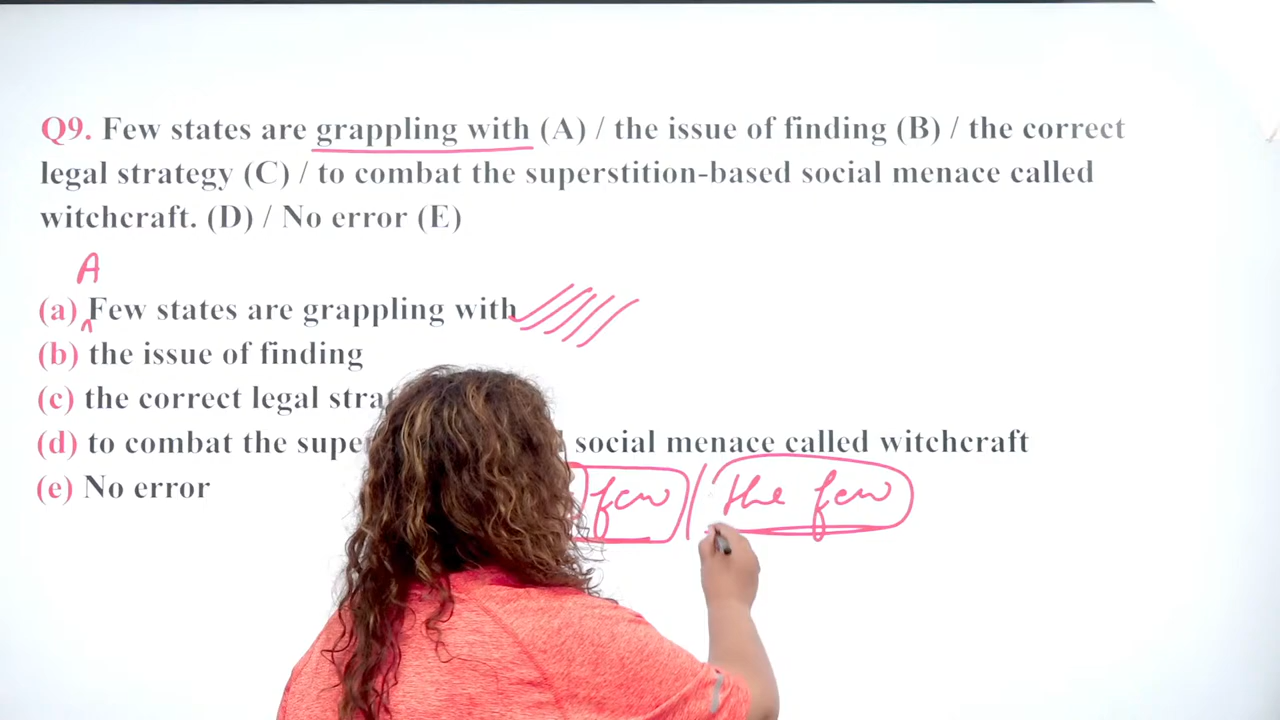 Q9. Few states are grappling with (A) / the issue of finding (B) / the correct
legal strategy (C) / to combat the superstition-based social menace called
witchcraft. (D) / No error (E)
A
(a) ^ Few states are grappling with
(b) the issue of finding
(c) the correct legal strat
(d) to combat the supe social menace called witchcraft
(e) No error
few / the few